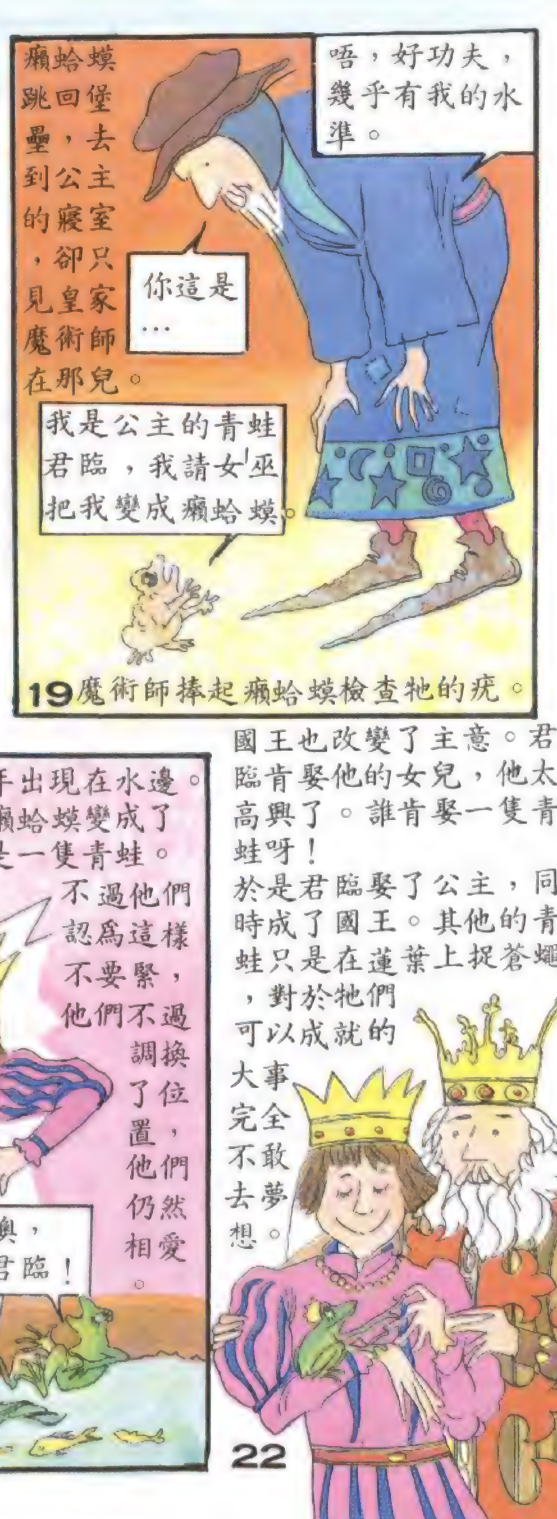 癩蛤蟆
跳回堡
壘，去
到公主
的寢室
，卻只
見皇家
魔術師
在那兒。
唔，好功夫，
幾乎有我的水
準。
你這是
…
我是公主的青蛙
君臨，我請女巫
把我變成癩蛤蟆。
19魔術師捧起癩蛤蟆檢查牠的疣。
出現在水邊。
癩蛤蟆變成了
是一隻青蛙。
不過他們
認為這樣
不要緊，
他們不過
調換
了位
置，
他們
仍然
相愛
。
噢，
君臨！
國王也改變了主意。君
臨肯娶他的女兒，他太
高興了。誰肯娶一隻青
蛙呀！
於是君臨娶了公主，同
時成了國王。其他的青
蛙只是在蓮葉上捉蒼蠅
，對於牠們
可以成就的
大事
完全
不敢
去夢
想。
22